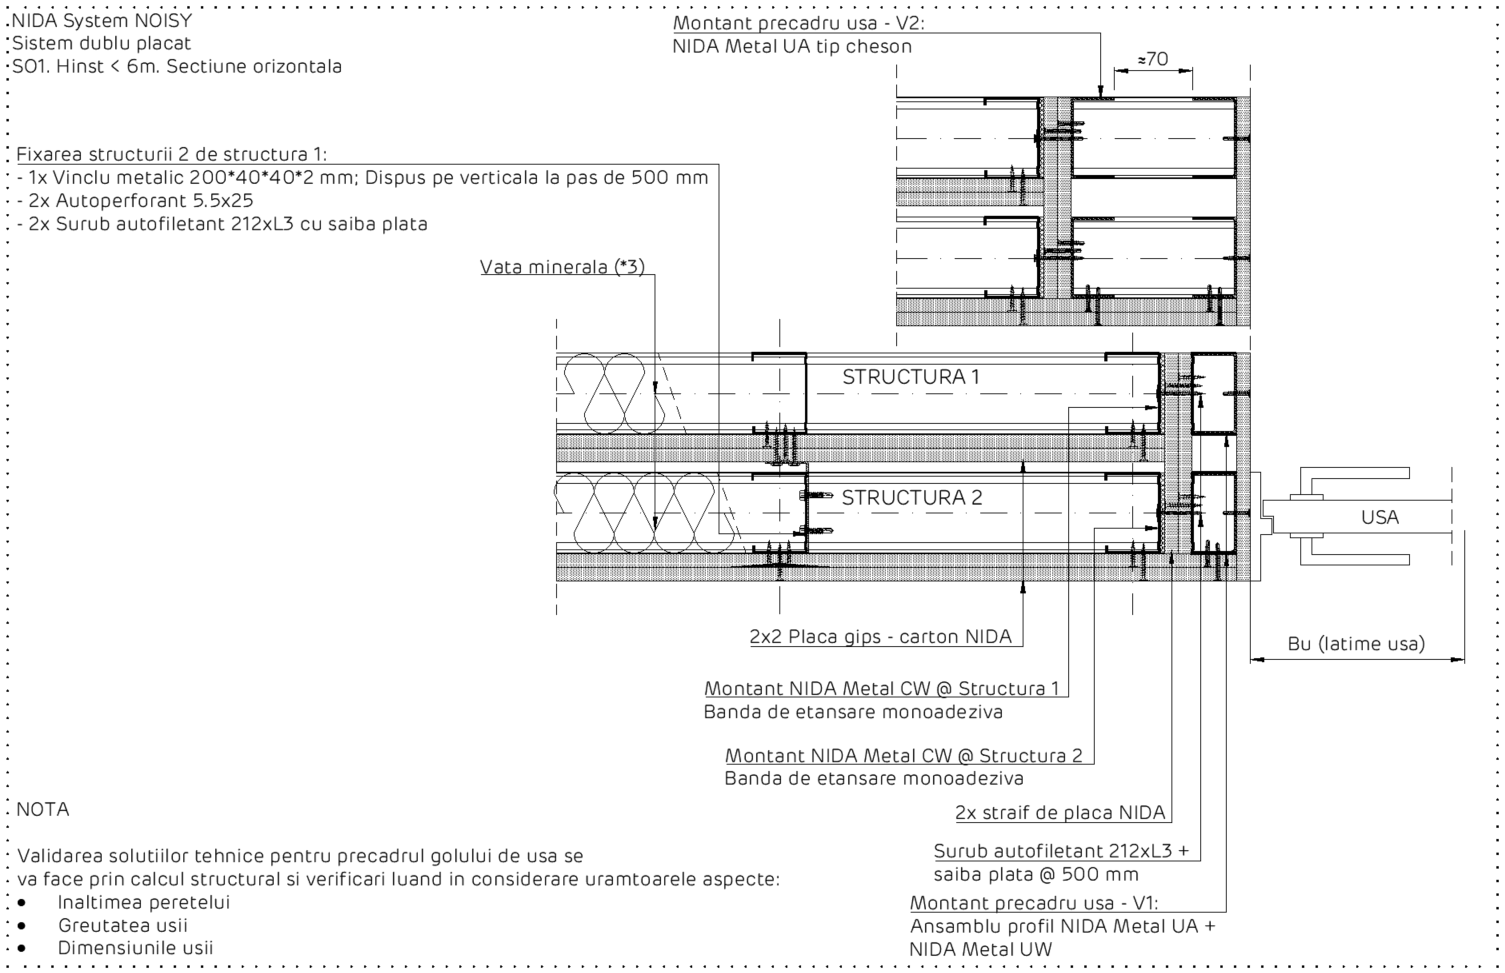 NIDA System NOISY
Sistem dublu placat
S01. Hinst < 6m. Sectiune orizontala
Montant precadru usa - V2:
NIDA Metal UA tip cheson
≈70
Fixarea structurii 2 de structura 1:
- 1x Vinclu metalic 200*40*40*2 mm; Dispus pe verticala la pas de 500 mm
- 2x Autoperforant 5.5x25
- 2x Surub autofiletant 212xL3 cu saiba plata
Vata minerala (*3)
STRUCTURA 1
STRUCTURA 2
USA
2x2 Placa gips - carton NIDA
Bu (latime usa)
Montant NIDA Metal CW @ Structura 1
Banda de etansare monoadeziva
Montant NIDA Metal CW @ Structura 2
Banda de etansare monoadeziva
2x straif de placa NIDA
Surub autofiletant 212xL3 +
saiba plata @ 500 mm
Montant precadru usa - V1:
Ansamblu profil NIDA Metal UA +
NIDA Metal UW
NOTA
Validarea solutiilor tehnice pentru precadrul golului de usa se
va face prin calcul structural si verificari luand in considerare uramtoarele aspecte:
● Inaltimea peretelui
● Greutatea usii
● Dimensiunile usii